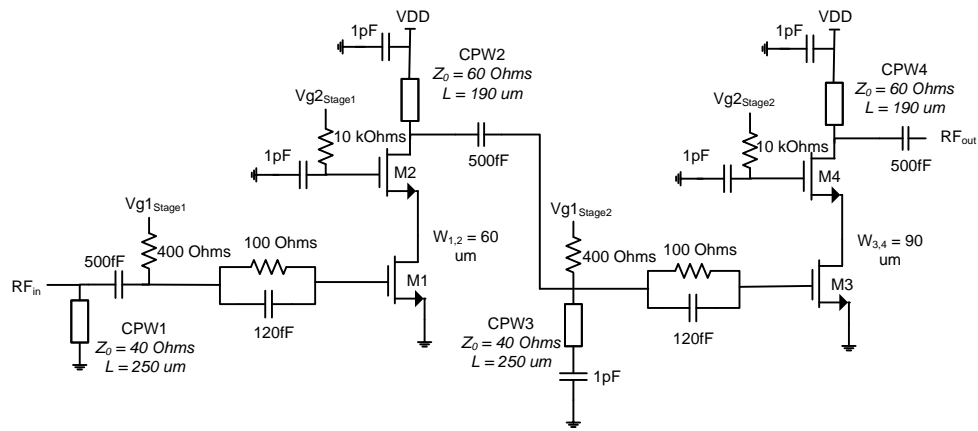 1pF
VDD
CPW2
Z0 = 60 Ohms
L = 190 um
Vg2Stage1
10 kOhms
1pF
M2
500fF
Vg1Stage1
400 Ohms
500fF
RFin
100 Ohms
120fF
M1
W1,2 = 60
um
CPW1
Z0 = 40 Ohms
L = 250 um
1pF
VDD
CPW4
Z0 = 60 Ohms
L = 190 um
Vg2Stage2
10 kOhms
1pF
M4
RFout
500fF
Vg1Stage2
400 Ohms
100 Ohms
120fF
M3
W3,4 = 90
um
CPW3
Z0 = 40 Ohms
L = 250 um
1pF